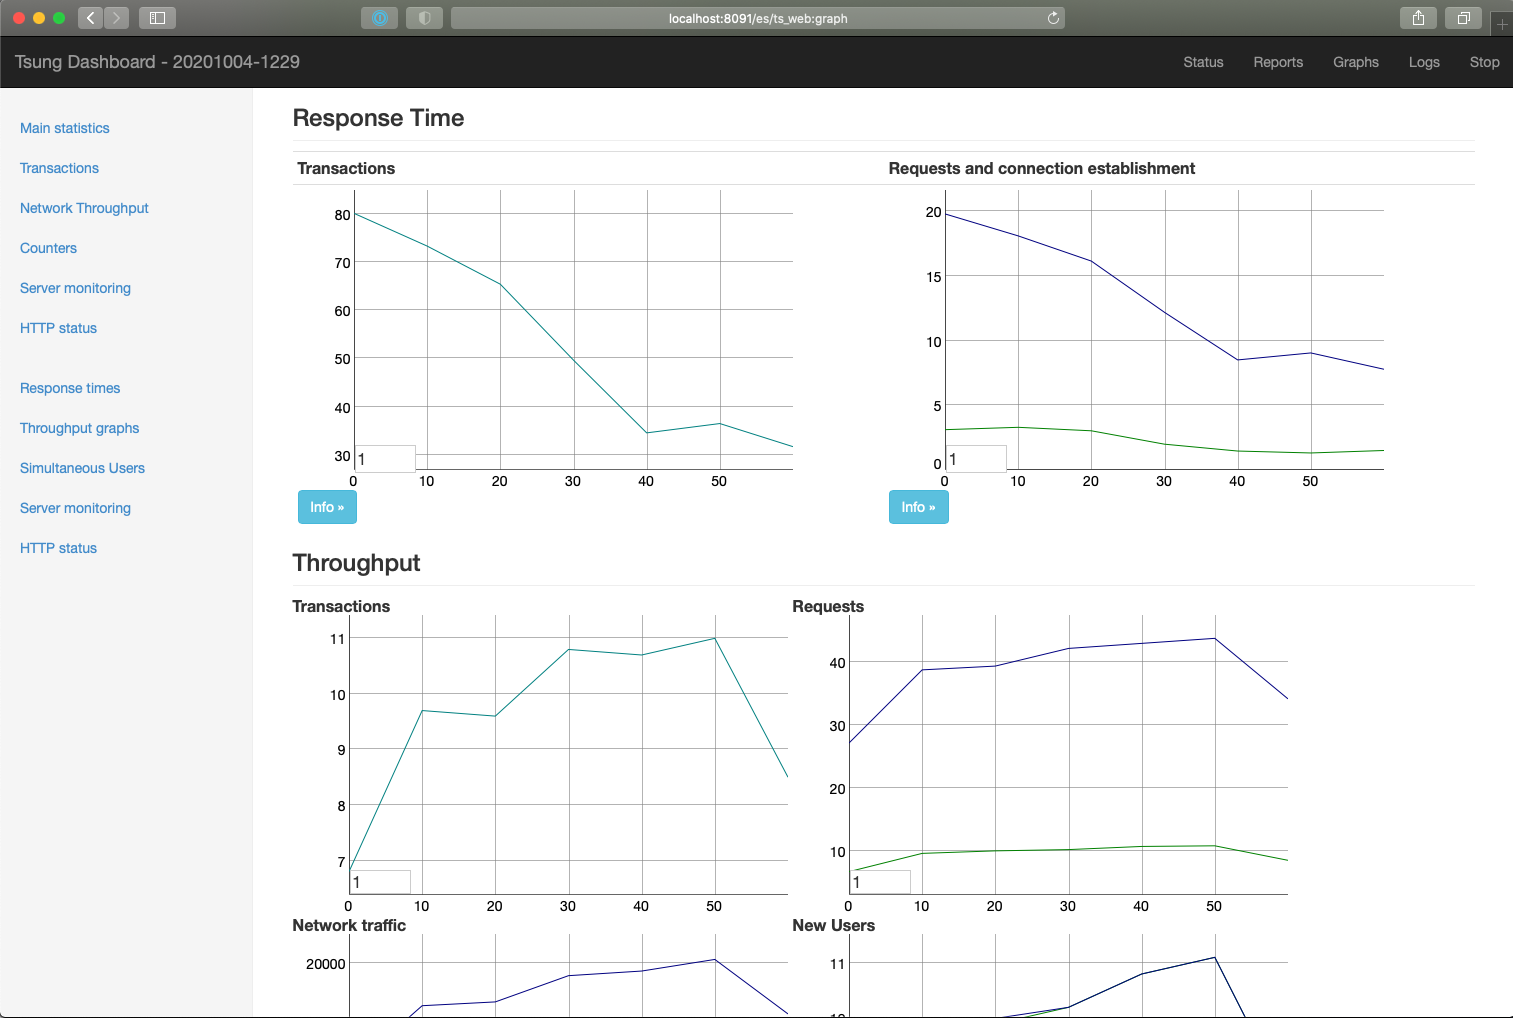 localhost:8091/es/ts_web:graph
Tsung Dashboard - 20201004-1229
Status Reports Graphs Logs Stop
Main statistics
Transactions
Network Throughput
Counters
Server monitoring
HTTP status
Response times
Throughput graphs
Simultaneous Users
Server monitoring
HTTP status
Response Time
Transactions
80
70
60
50
40
30
1
0 10 20 30 40 50
Info »
Requests and connection establishment
20
15
10
5
0
1
0 10 20 30 40 50
Info »
Throughput
Transactions
11
10
9
8
7
1
0 10 20 30 40 50
Requests
40
30
20
10
1
0 10 20 30 40 50
Network traffic
20000
New Users
11